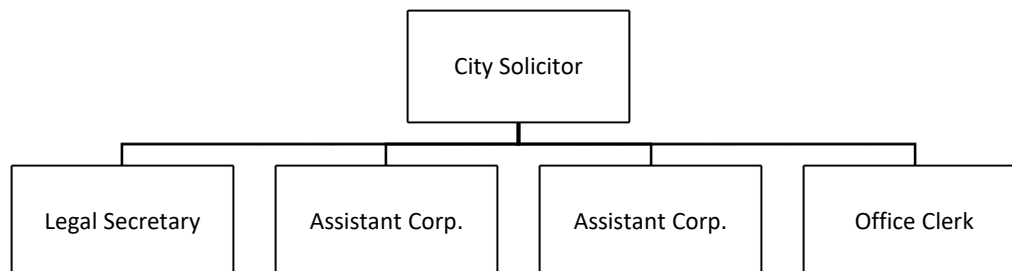 City Solicitor
Legal Secretary
Assistant Corp.
Assistant Corp.
Office Clerk